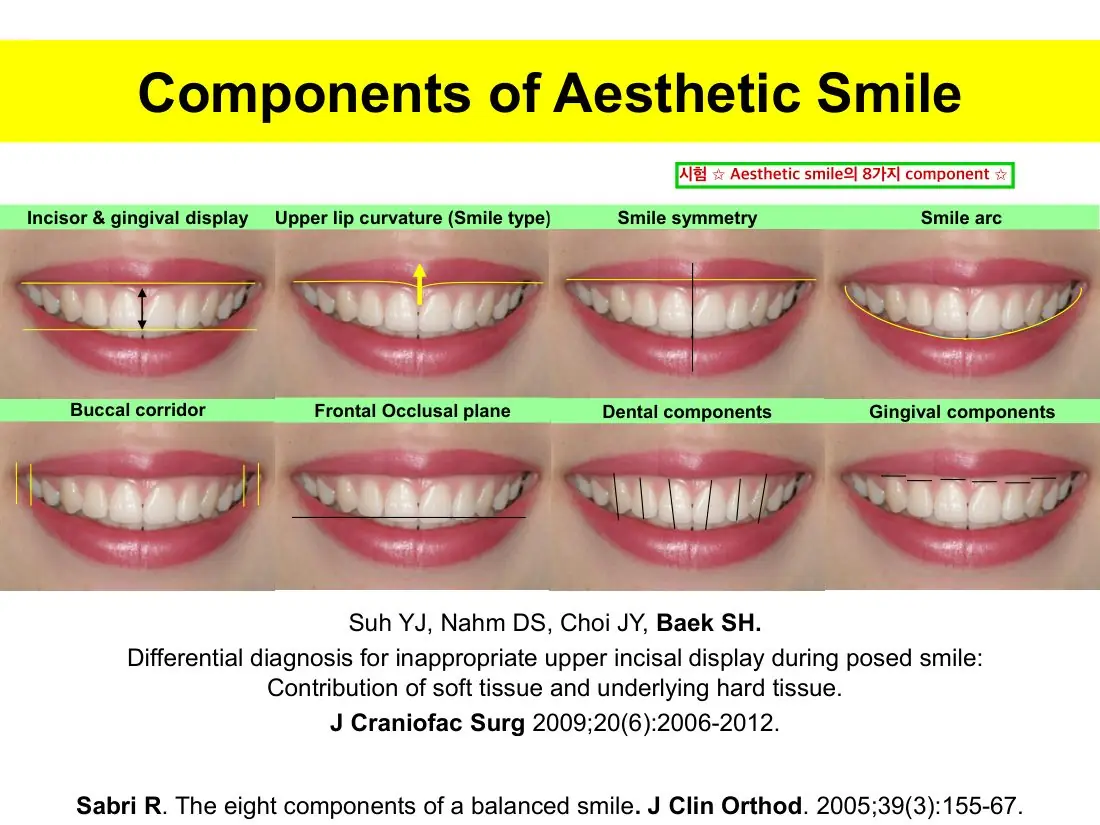 Components of Aesthetic Smile
시험 ☆ Aesthetic smile의 8가지 component ☆
Incisor & gingival display
Upper lip curvature (Smile type)
Smile symmetry
Smile arc
Buccal corridor
Frontal Occlusal plane
Dental components
Gingival components
Suh YJ, Nahm DS, Choi JY, Baek SH.
Differential diagnosis for inappropriate upper incisal display during posed smile:
Contribution of soft tissue and underlying hard tissue.
J Craniofac Surg 2009;20(6):2006-2012.
Sabri R. The eight components of a balanced smile. J Clin Orthod. 2005;39(3):155-67.